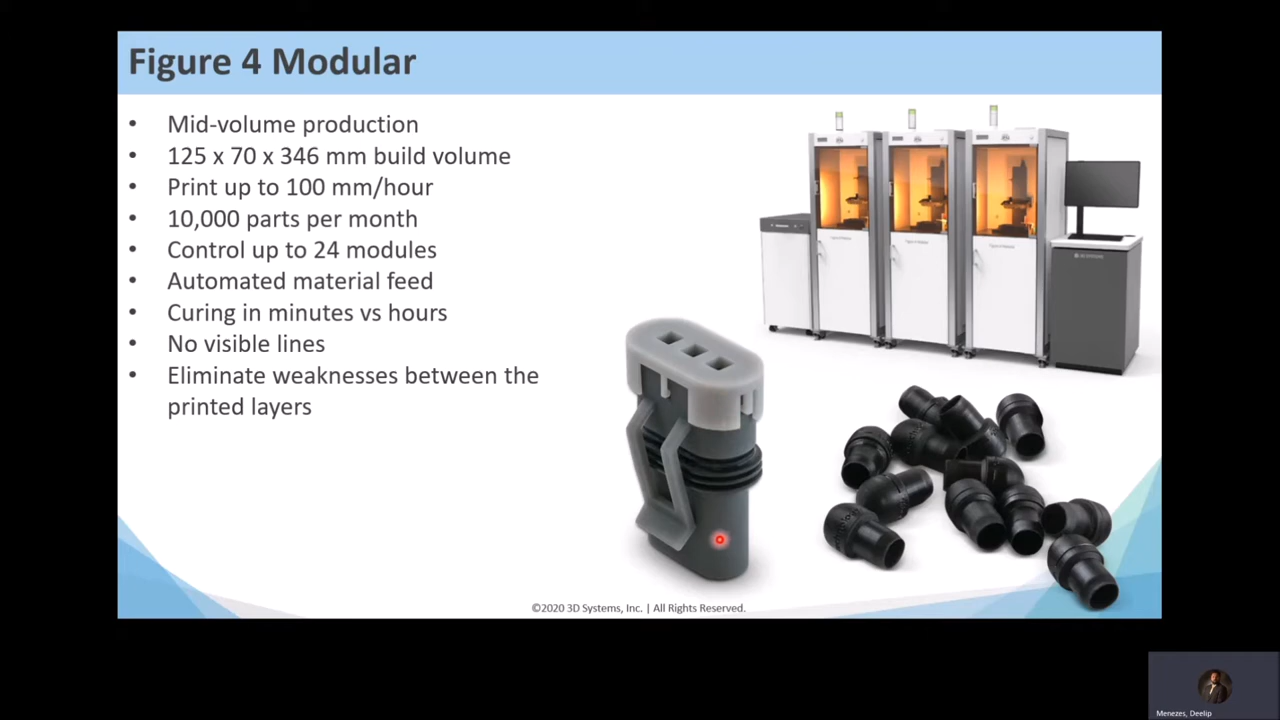 Figure 4 Modular
• Mid-volume production
• 125 x 70 x 346 mm build volume
• Print up to 100 mm/hour
• 10,000 parts per month
• Control up to 24 modules
• Automated material feed
• Curing in minutes vs hours
• No visible lines
• Eliminate weaknesses between the
printed layers
©2020 3D Systems, Inc. | All Rights Reserved.
Menezes, Deelip